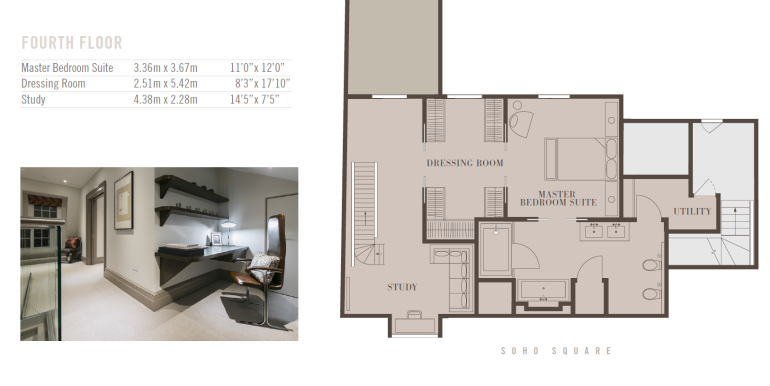 FOURTH FLOOR
Master Bedroom Suite 3.36m x 3.67m 11'0" x 12'0"
Dressing Room 2.51m x 5.42m 8'3" x 17'10"
Study 4.38m x 2.28m 14'5" x 7'5"
DRESSING ROOM
MASTER
BEDROOM SUITE
UTILITY
STUDY
SOHO SQUARE